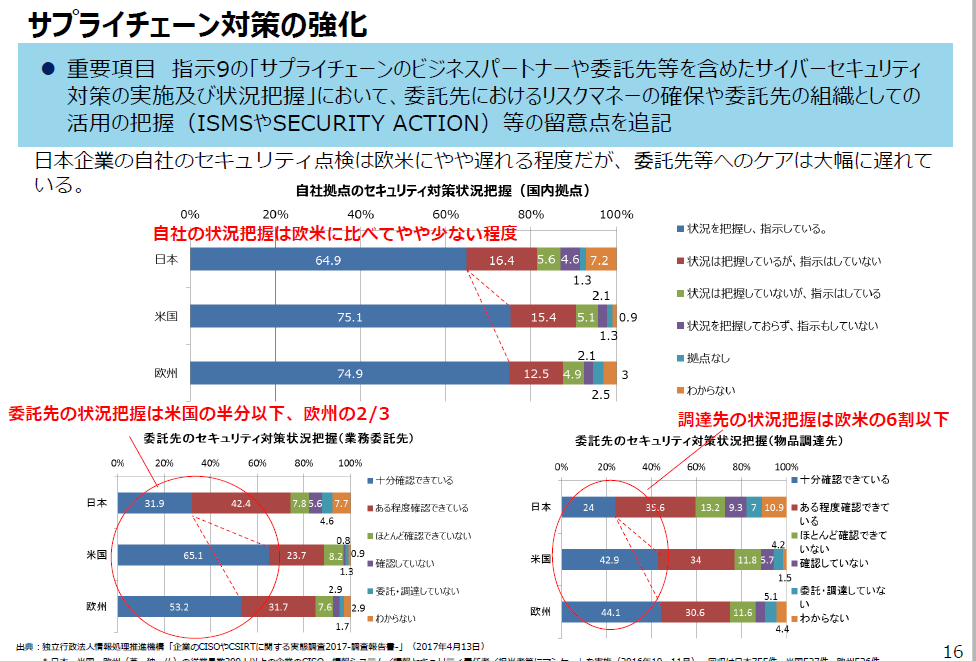 サプライチェーン対策の強化
● 重要項目　指示9の「サプライチェーンのビジネスパートナーや委託先等を含めたサイバーセキュリティ
対策の実施及び状況把握」において、委託先におけるリスクマネーの確保や委託先の組織としての
活用の把握（ISMSやSECURITY ACTION）等の留意点を追記
日本企業の自社のセキュリティ点検は欧米にやや遅れる程度だが、委託先等へのケアは大幅に遅れて
いる。
自社拠点のセキュリティ対策状況把握（国内拠点）
0% 20% 40% 60% 80% 100%
自社の状況把握は欧米に比べてやや少ない程度
日本 64.9 16.4 5.6 4.6 1.3 7.2
米国 75.1 15.4 5.1 2.1 1.3 0.9
欧州 74.9 12.5 4.9 2.1 2.5 3
状況を把握し、指示している。
状況は把握しているが、指示はしていない
状況は把握していないが、指示はしている
状況を把握しておらず、指示もしていない
拠点なし
わからない
委託先の状況把握は米国の半分以下、欧州の2/3
委託先のセキュリティ対策状況把握(業務委託先)
0% 20% 40% 60% 80% 100%
日本 31.9 42.4 7.8 5.6 4.6 7.7
米国 65.1 23.7 8.2 0.8 1.3 0.9
欧州 53.2 31.7 7.6 2.9 1.7 2.9
十分確認できている
ある程度確認できている
ほとんど確認できていない
確認していない
委託・調達していない
わからない
調達先の状況把握は欧米の6割以下
委託先のセキュリティ対策状況把握(物品調達先)
0% 20% 40% 60% 80% 100%
日本 24 35.6 13.2 9.3 7 10.9
米国 42.9 34 11.8 5.7 4.2 1.5
欧州 44.1 30.6 11.6 5.1 4.4
十分確認できている
ある程度確認できて
いる
ほとんど確認できて
いない
確認していない
委託・調達していな
い
わからない
出典：独立行政法人情報処理推進機構「企業のCISOやCSIRTに関する実態調査2017-調査報告書-」（2017年4月13日）
16